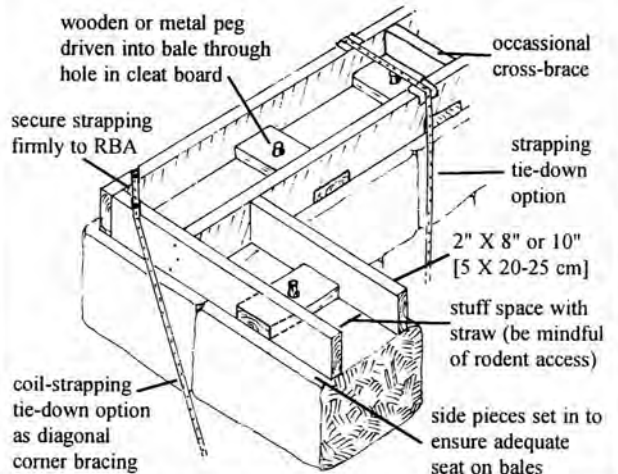 wooden or metal peg
driven into bale through
hole in cleat board
occassional
cross-brace
secure strapping
firmly to RBA
strapping
tie-down
option
2" X 8" or 10"
[5 X 20-25 cm]
stuff space with
straw (be mindful
of rodent access)
coil-strapping
tie-down option
as diagonal
corner bracing
side pieces set in to
ensure adequate
seat on bales